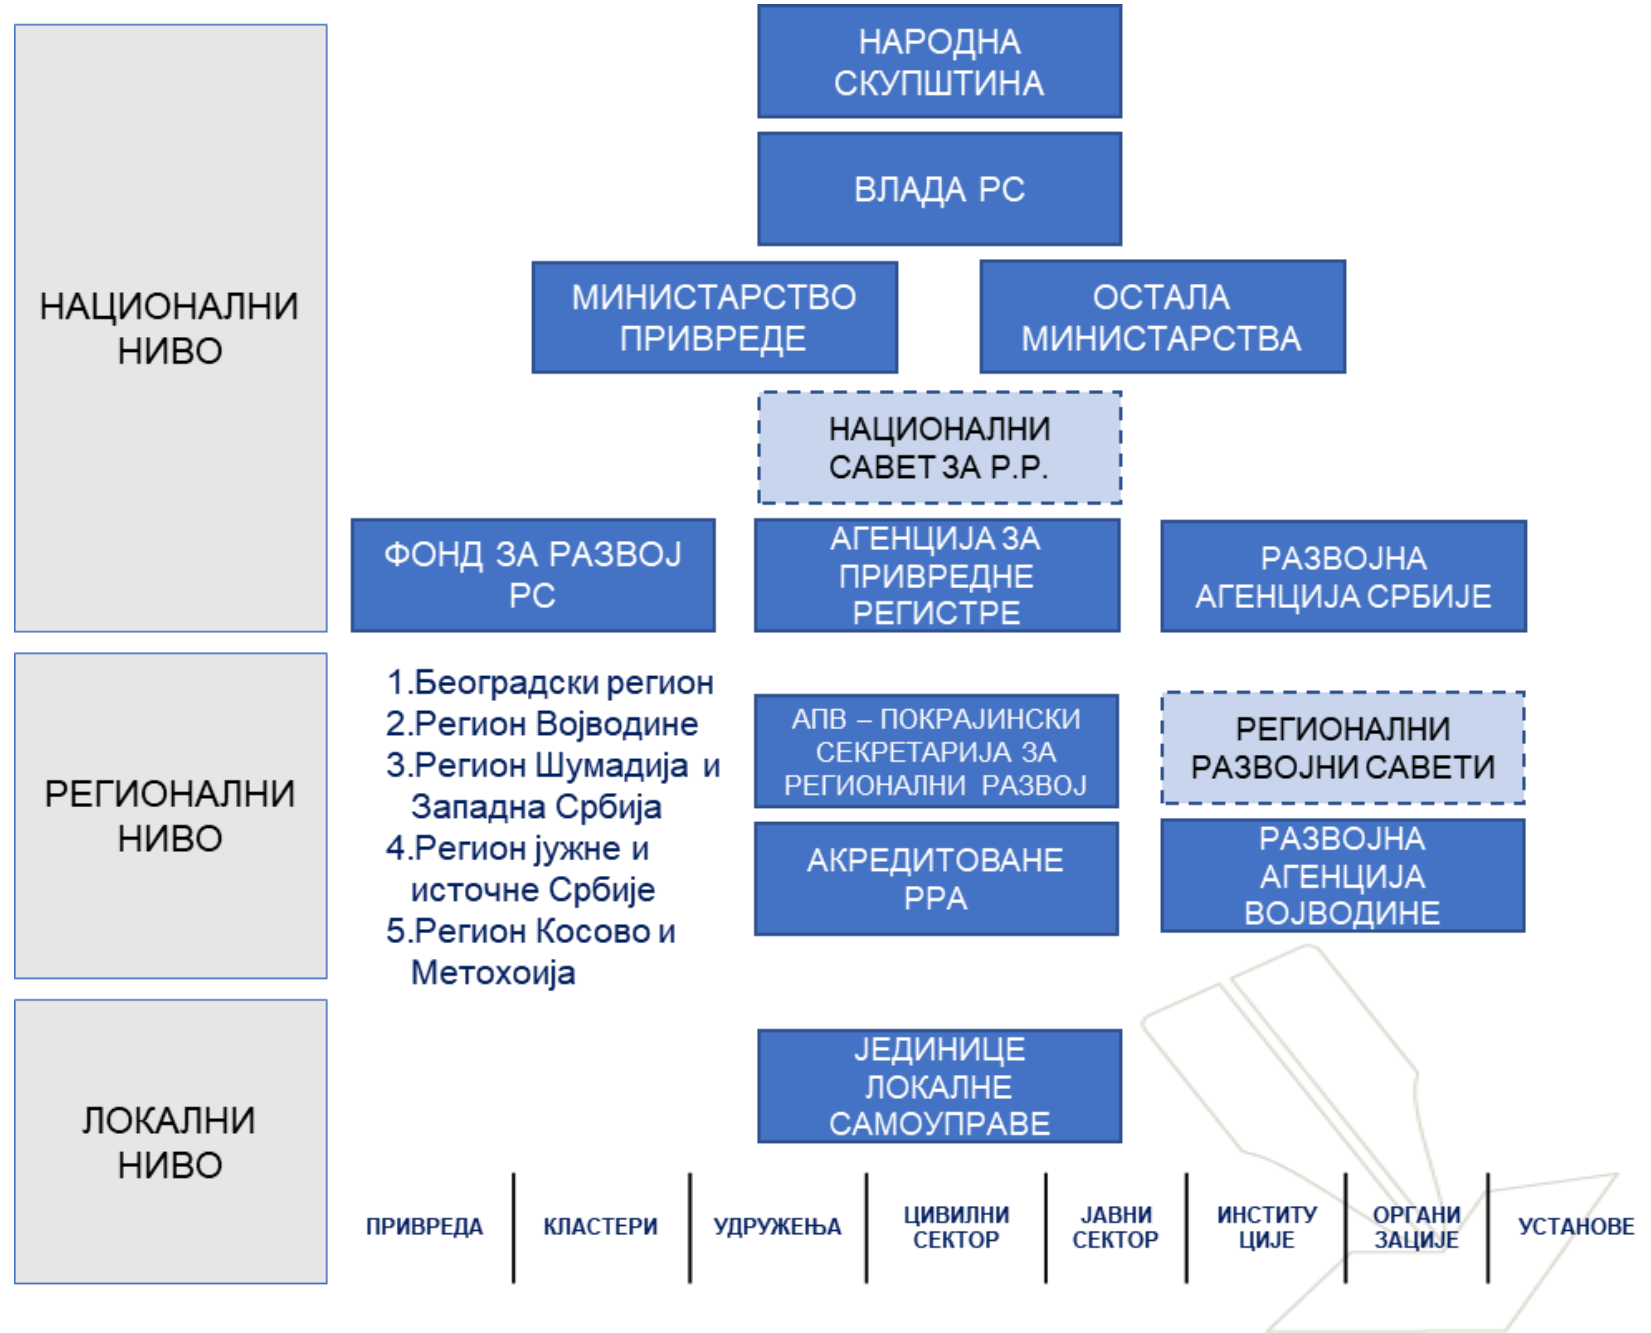 НАЦИОНАЛНИ
НИВО
НАРОДНА
СКУПШТИНА
ВЛАДА РС
МИНИСТАРСТВО
ПРИВРЕДЕ
ОСТАЛА
МИНИСТАРСТВА
НАЦИОНАЛНИ
САВЕТ ЗА Р.Р.
ФОНД ЗА РАЗВОЈ
РС
АГЕНЦИЈА ЗА
ПРИВРЕДНЕ
РЕГИСТРЕ
РАЗВОЈНА
АГЕНЦИЈА СРБИЈЕ
РЕГИОНАЛНИ
НИВО
1.Београдски регион
2.Регион Војводине
3.Регион Шумадија и
Западна Србија
4.Регион јужне и
источне Србије
5.Регион Косово и
Метохоија
АПВ – ПОКРАЈИНСКИ
СЕКРЕТАРИЈА ЗА
РЕГИОНАЛНИ РАЗВОЈ
РЕГИОНАЛНИ
РАЗВОЈНИ САВЕТИ
АКРЕДИТОВАНЕ
РРА
РАЗВОЈНА
АГЕНЦИЈА
ВОЈВОДИНЕ
ЛОКАЛНИ
НИВО
ЈЕДИНИЦЕ
ЛОКАЛНЕ
САМОУПРАВЕ
ПРИВРЕДА
КЛАСТЕРИ
УДРУЖЕЊА
ЦИВИЛНИ
СЕКТОР
ЈАВНИ
СЕКТОР
ИНСТИТУ
ЦИЈЕ
ОРГАНИ
ЗАЦИЈЕ
УСТАНОВЕ